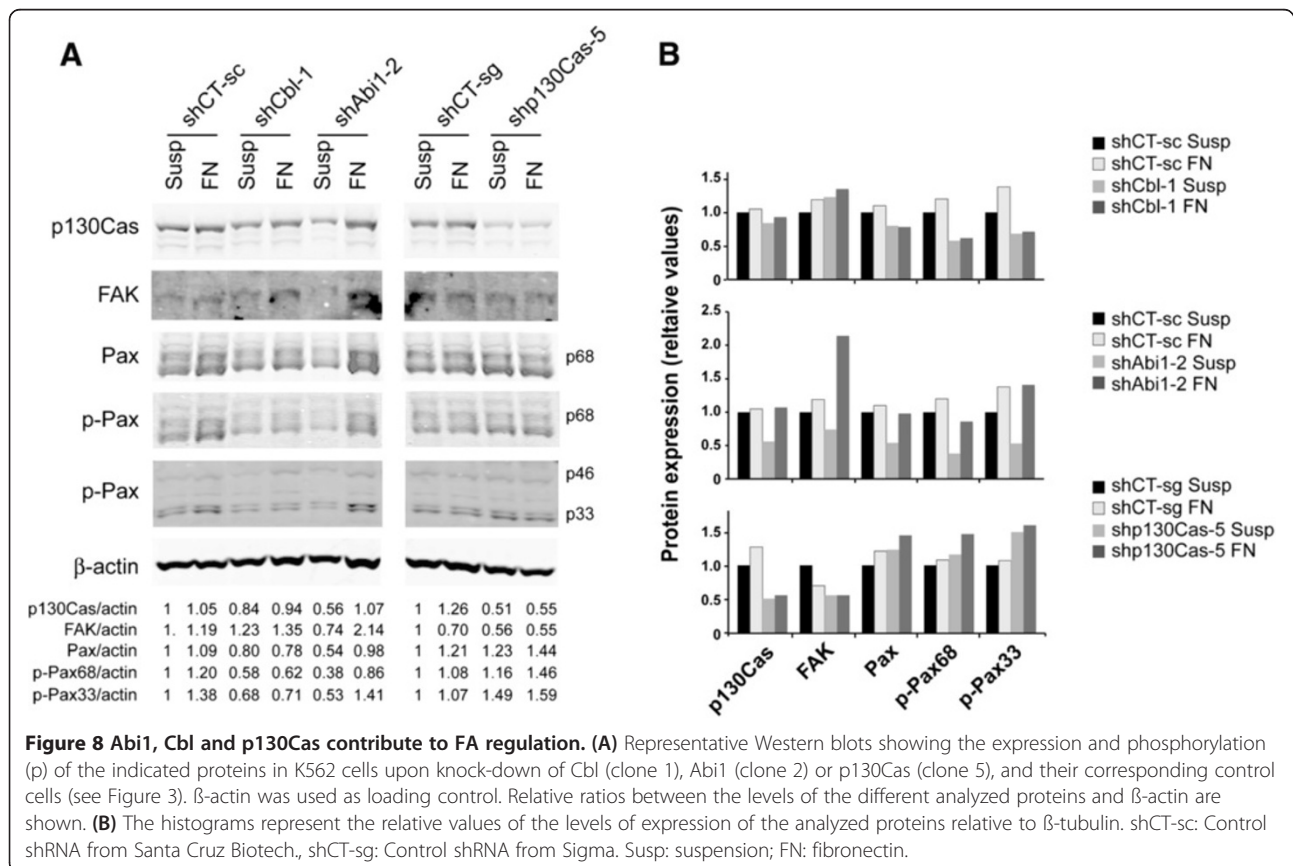 A
shCT-sc shCbl-1 shAbi1-2 shCT-sg shp130Cas-5
Susp FN Susp FN Susp FN Susp FN Susp FN
p130Cas
FAK
Pax p68
p-Pax p68
p-Pax p46
p33
β-actin
p130Cas/actin 1 1.05 0.84 0.94 0.56 1.07 1 1.26 0.51 0.55
FAK/actin 1. 1.19 1.23 1.35 0.74 2.14 1 0.70 0.56 0.55
Pax/actin 1 1.09 0.80 0.78 0.54 0.98 1 1.21 1.23 1.44
p-Pax68/actin 1 1.20 0.58 0.62 0.38 0.86 1 1.08 1.16 1.46
p-Pax33/actin 1 1.38 0.68 0.71 0.53 1.41 1 1.07 1.49 1.59
B
Protein expression (reltaive values)
1.5
1.0
0.5
0
shCT-sc Susp
shCT-sc FN
shCbl-1 Susp
shCbl-1 FN
2.5
2.0
1.5
1.0
0.5
0
shCT-sc Susp
shCT-sc FN
shAbi1-2 Susp
shAbi1-2 FN
1.5
1.0
0.5
0
shCT-sg Susp
shCT-sg FN
shp130Cas-5 Susp
shp130Cas-5 FN
p130Cas FAK Pax p-Pax68 p-Pax33
Figure 8 Abi1, Cbl and p130Cas contribute to FA regulation. (A) Representative Western blots showing the expression and phosphorylation
(p) of the indicated proteins in K562 cells upon knock-down of Cbl (clone 1), Abi1 (clone 2) or p130Cas (clone 5), and their corresponding control
cells (see Figure 3). ß-actin was used as loading control. Relative ratios between the levels of the different analyzed proteins and ß-actin are
shown. (B) The histograms represent the relative values of the levels of expression of the analyzed proteins relative to ß-tubulin. shCT-sc: Control
shRNA from Santa Cruz Biotech., shCT-sg: Control shRNA from Sigma. Susp: suspension; FN: fibronectin.